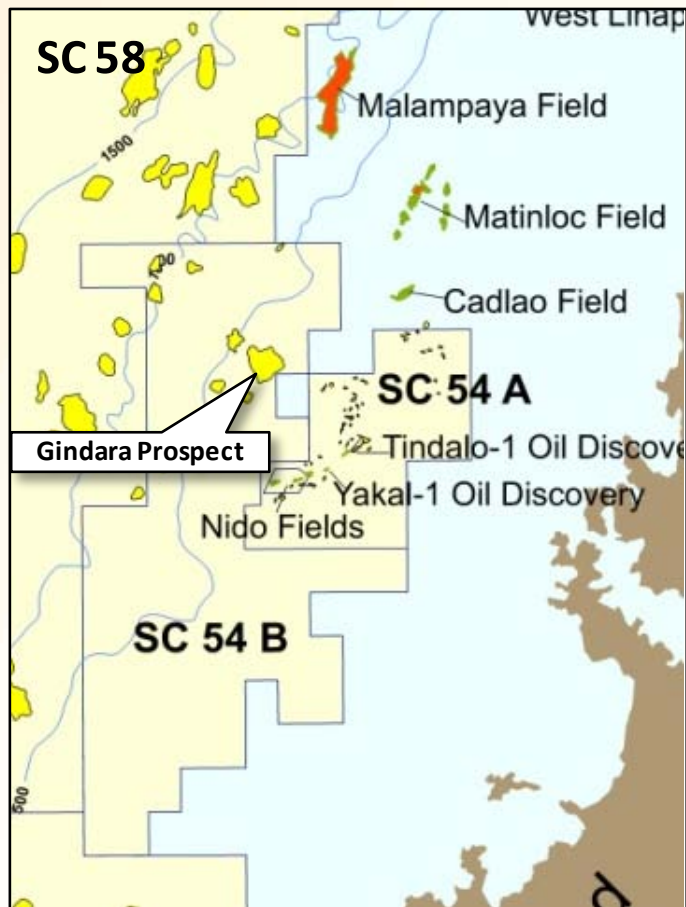 West Linap
SC 58
Malampaya Field
1500
Matinloc Field
Cadlao Field
SC 54 A
Gindara Prospect
Tindalo-1 Oil Discove
Yakal-1 Oil Discovery
Nido Fields
SC 54 B
500
d